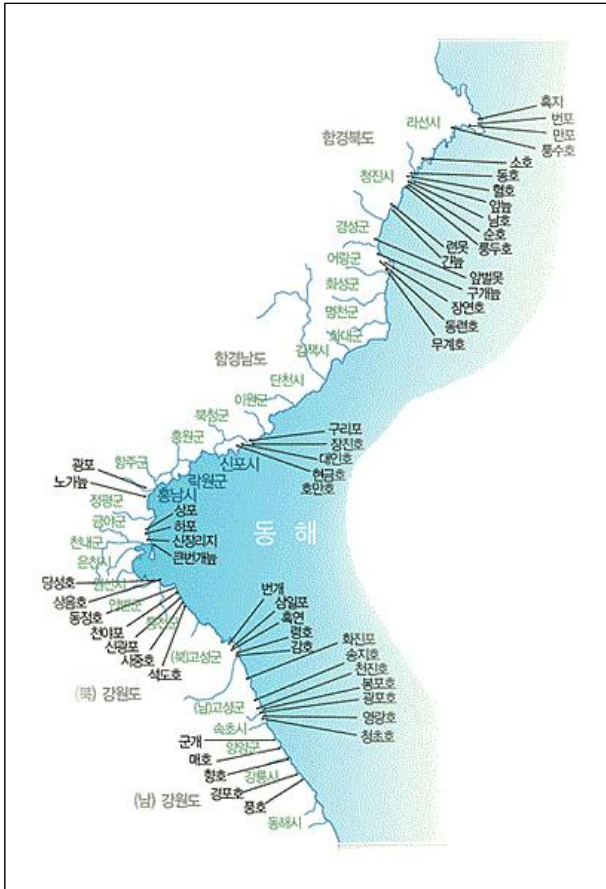 흑지
번포
만포
풍수호
라선시
함경북도
소호
동호
혐호
앞늪
남호
순호
룡두호
청진시
경성군
련못
간늪
어랑군
앞벌못
구개늪
장연호
동련호
무계호
화성군
명천군
화대군
김책시
함경남도
단천시
이원군
북청군
홍원군
구리포
장진호
대인호
현금호
호만호
신포시
함주군
락원군
광포
노가늪
흥남시
정평군
상포
하포
신장리지
큰번개늪
금야군
천내군
동 해
당성호
상음호
동정호
천아포
신광포
사중호
석도호
통천군
번개
삼일포
흑연
령호
감호
(북)고성군
화진포
송지호
천진호
봉포호
광포호
영랑호
청초호
(북) 강원도
(남)고성군
속초시
군개
양양군
매호
향호
강릉시
경포호
풍호
(남) 강원도
동해시